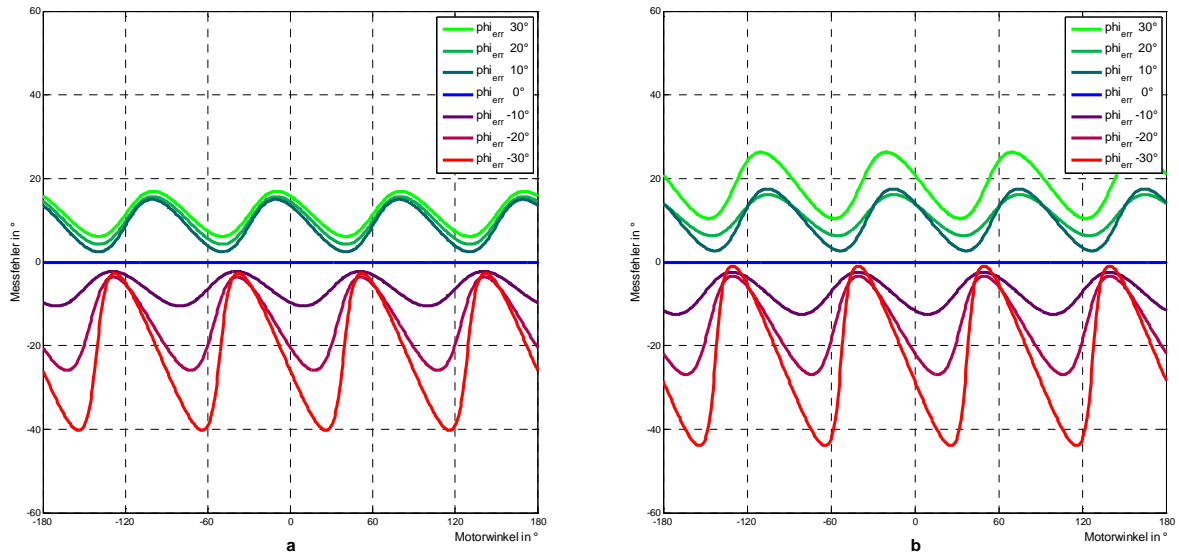 60
40
20
0
-20
-40
-60
Messfehler in °
-180
-120
-60
0
60
120
180
Motorwinkel in °
phi_err 30°
phi_err 20°
phi_err 10°
phi_err 0°
phi_err -10°
phi_err -20°
phi_err -30°
a
60
40
20
0
-20
-40
-60
Messfehler in °
-180
-120
-60
0
60
120
180
Motorwinkel in °
phi_err 30°
phi_err 20°
phi_err 10°
phi_err 0°
phi_err -10°
phi_err -20°
phi_err -30°
b